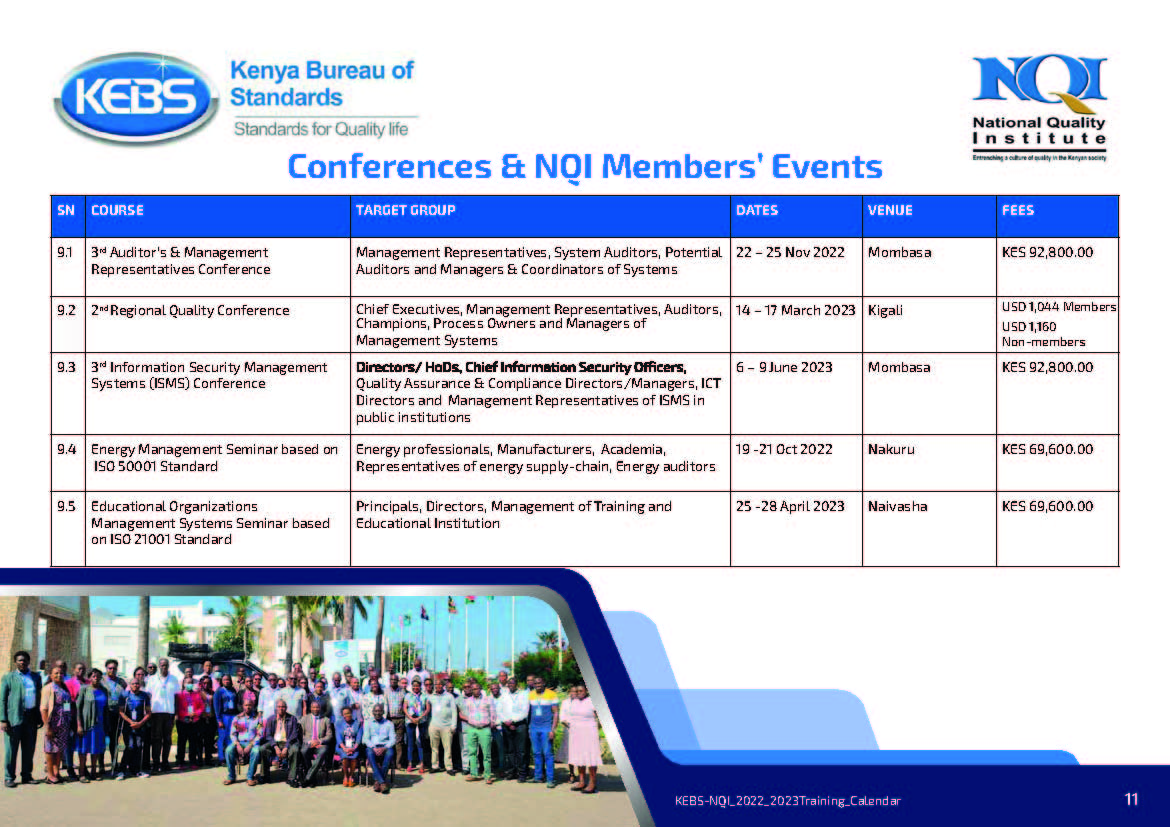 KEBS
Kenya Bureau of
Standards
Standards for Quality life
NQI
National Quality
Institute
Entrenching a culture of quality in the Kenyan society
Conferences & NQI Members' Events
SN COURSE TARGET GROUP DATES VENUE FEES
9.1 3rd Auditor's & Management Management Representatives, System Auditors, Potential 22 – 25 Nov 2022 Mombasa KES 92,800.00
Representatives Conference Auditors and Managers & Coordinators of Systems
9.2 2nd Regional Quality Conference Chief Executives, Management Representatives, Auditors, 14 – 17 March 2023 Kigali USD 1,044 Members
Champions, Process Owners and Managers of USD 1,160
Management Systems Non-members
9.3 3rd Information Security Management Directors/ HoDs, Chief Information Security Officers, 6 – 9 June 2023 Mombasa KES 92,800.00
Systems (ISMS) Conference Quality Assurance & Compliance Directors/Managers, ICT
Directors and Management Representatives of ISMS in
public institutions
9.4 Energy Management Seminar based on Energy professionals, Manufacturers, Academia, 19 -21 Oct 2022 Nakuru KES 69,600.00
ISO 50001 Standard Representatives of energy supply-chain, Energy auditors
9.5 Educational Organizations Principals, Directors, Management of Training and 25 -28 April 2023 Naivasha KES 69,600.00
Management Systems Seminar based Educational Institution
on ISO 21001 Standard
KEBS-NQI_2022_2023Training_Calendar 11